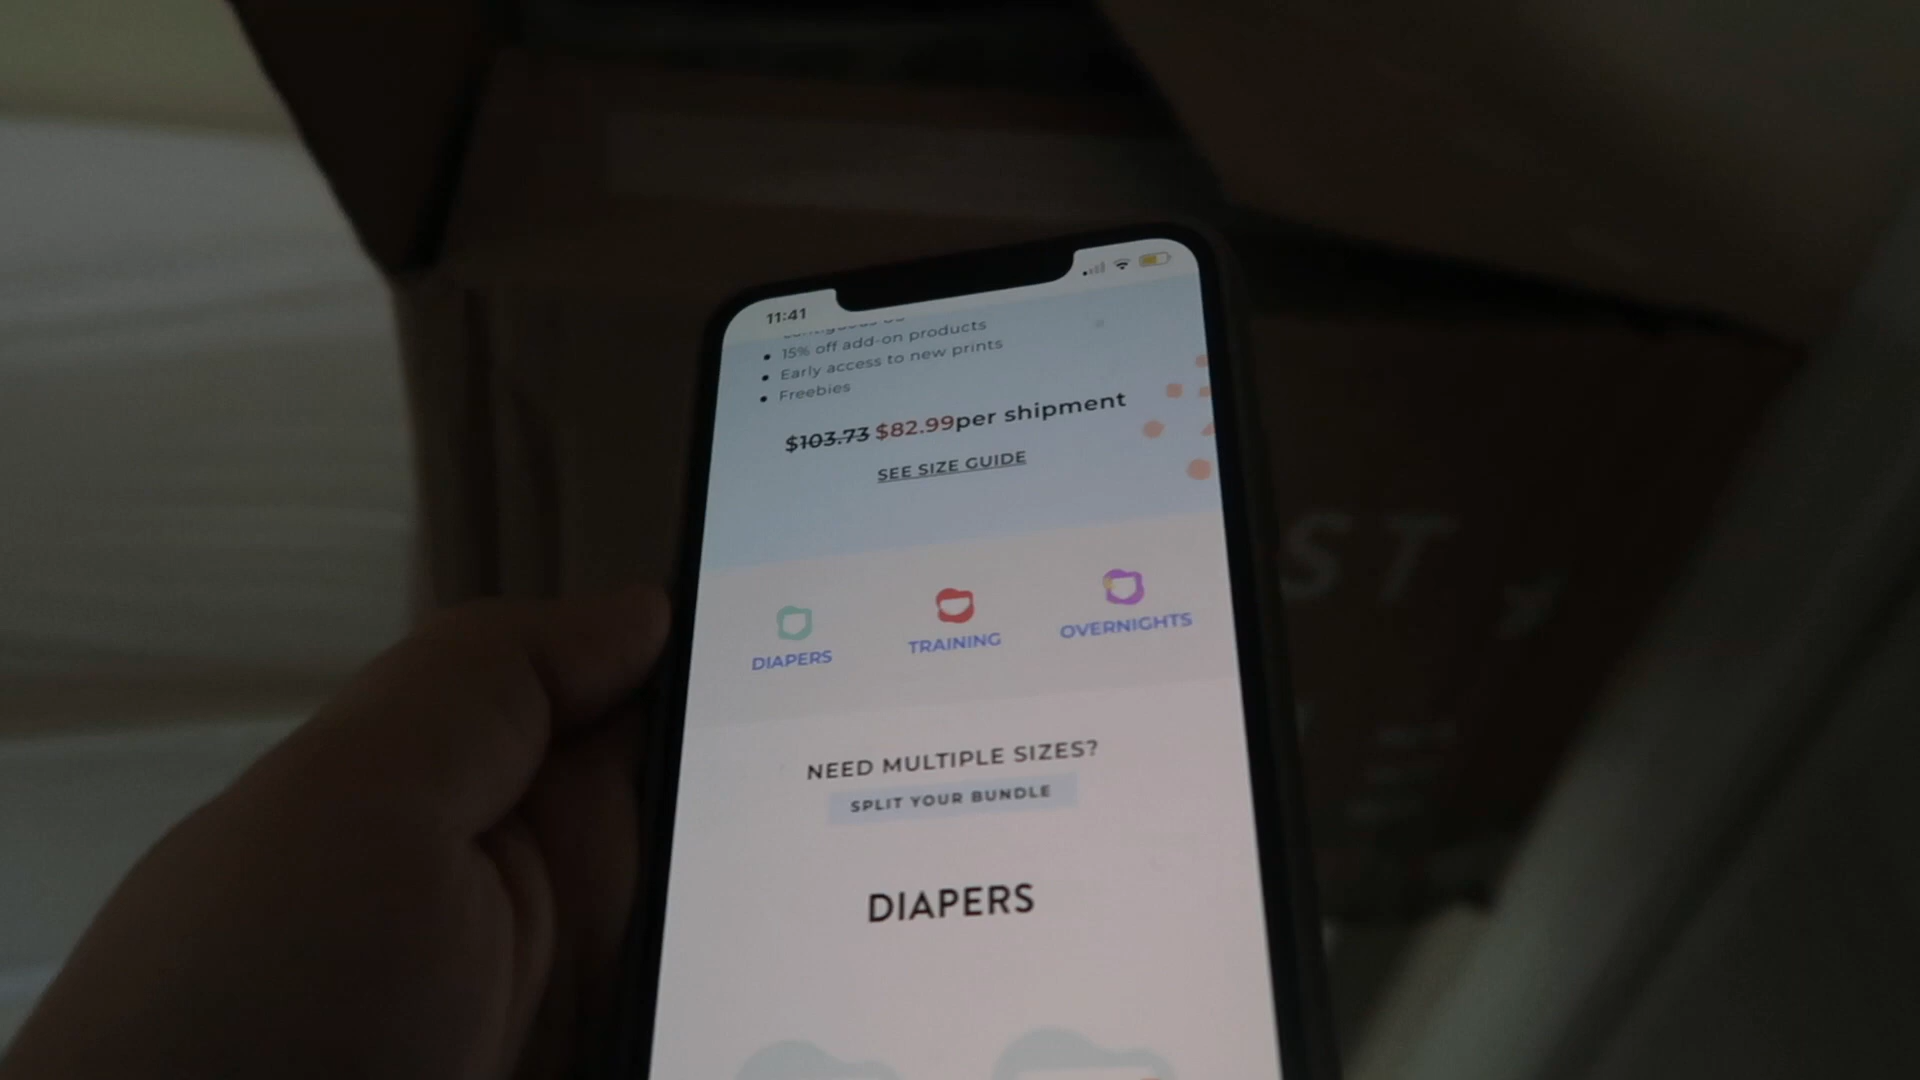 11:41
15% off add-on products
Early access to new prints
Freebies
$103.73 $82.99per shipment
SEE SIZE GUIDE
DIAPERS TRAINING OVERNIGHTS
NEED MULTIPLE SIZES?
SPLIT YOUR BUNDLE
DIAPERS
ST